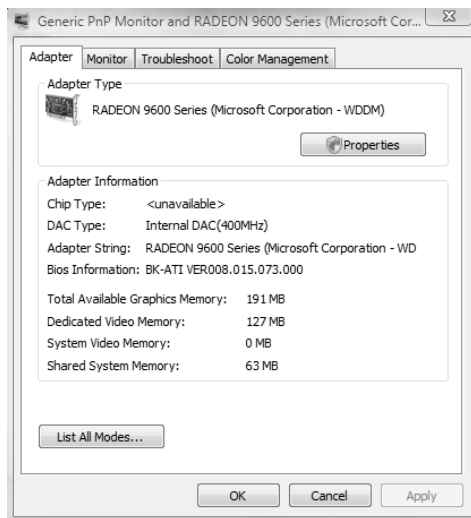 Generic PnP Monitor and RADEON 9600 Series (Microsoft Cor...
Adapter Monitor Troubleshoot Color Management
Adapter Type
RADEON 9600 Series (Microsoft Corporation - WDDM)
Properties
Adapter Information
Chip Type: <unavailable>
DAC Type: Internal DAC(400MHz)
Adapter String: RADEON 9600 Series (Microsoft Corporation - WD
Bios Information: BK-ATI VER008.015.073.000
Total Available Graphics Memory: 191 MB
Dedicated Video Memory: 127 MB
System Video Memory: 0 MB
Shared System Memory: 63 MB
List All Modes...
OK Cancel Apply